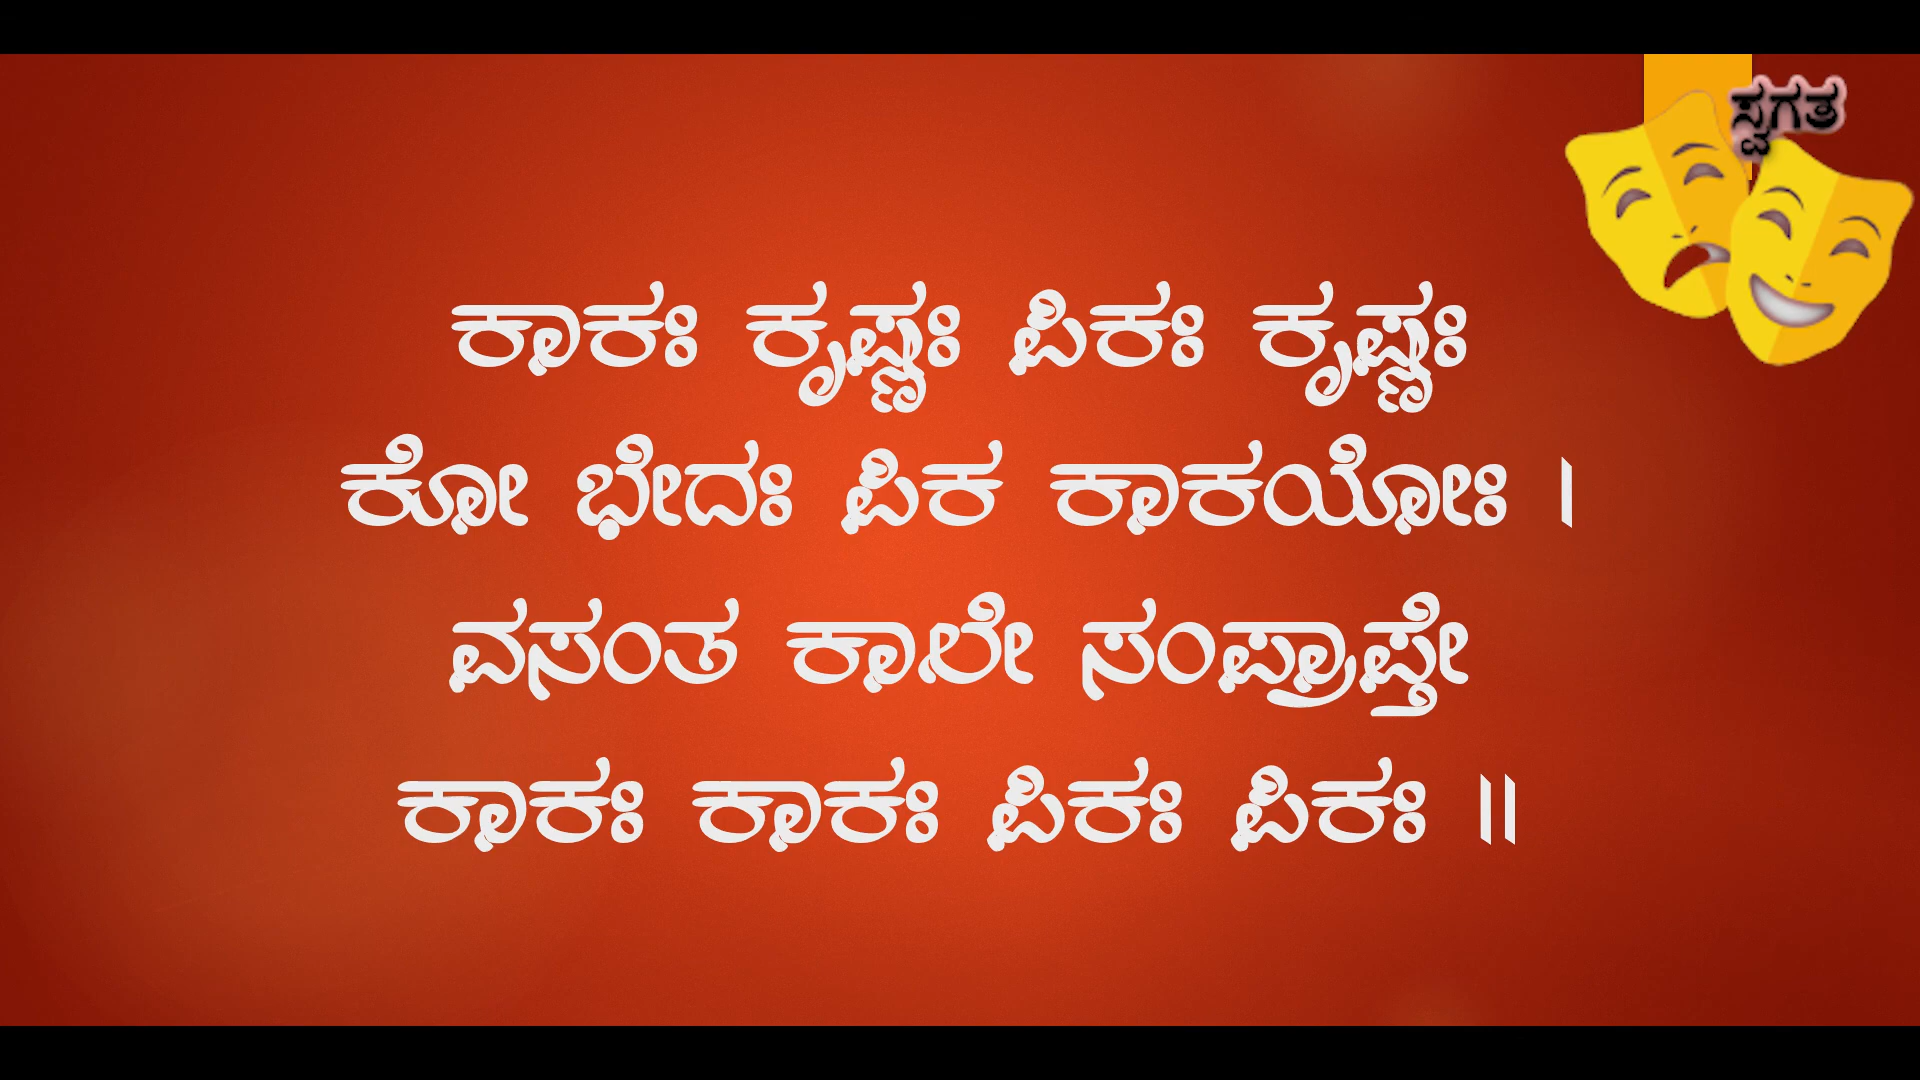 ಸ್ವಗತ
ಕಾಕಃ ಕೃಷ್ಣಃ ಪಿಕಃ ಕೃಷ್ಣಃ
ಕೋ ಭೇದಃ ಪಿಕ ಕಾಕಯೋಃ ।
ವಸಂತ ಕಾಲೇ ಸಂಪ್ರಾಪ್ತೇ
ಕಾಕಃ ಕಾಕಃ ಪಿಕಃ ಪಿಕಃ ॥